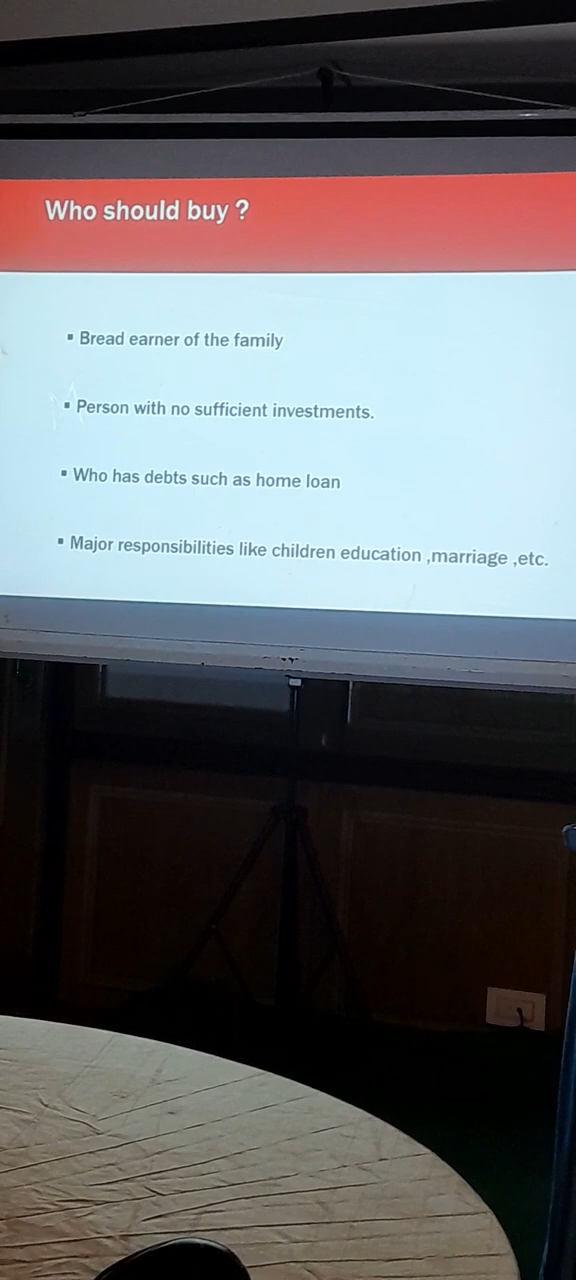 Who should buy ?
▪ Bread earner of the family
▪ Person with no sufficient investments.
▪ Who has debts such as home loan
▪ Major responsibilities like children education ,marriage ,etc.